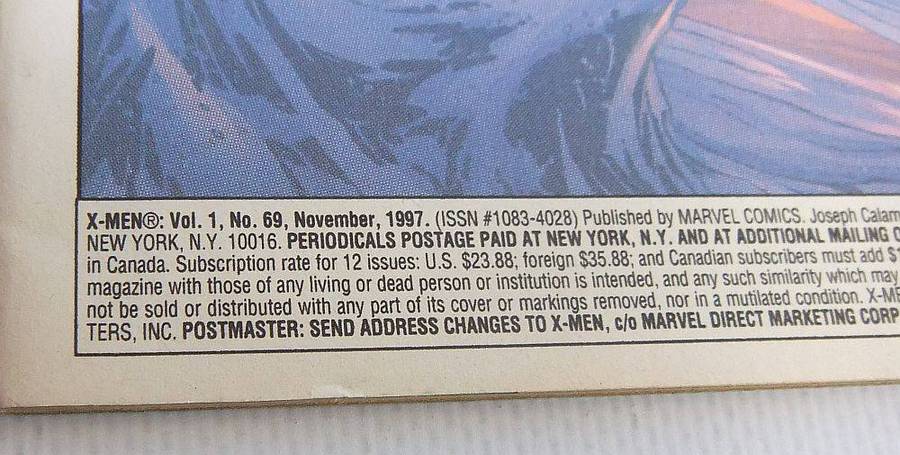 X-MEN®: Vol. 1, No. 69, November, 1997. (ISSN #1083-4028) Published by MARVEL COMICS. Joseph Calam
NEW YORK, N.Y. 10016. PERIODICALS POSTAGE PAID AT NEW YORK, N.Y. AND AT ADDITIONAL MAILING
in Canada. Subscription rate for 12 issues: U.S. $23.88; foreign $35.88; and Canadian subscribers must add
magazine with those of any living or dead person or institution is intended, and any such similarity which may
not be sold or distributed with any part of its cover or markings removed, nor in a mutilated condition. X-ME
TERS, INC. POSTMASTER: SEND ADDRESS CHANGES TO X-MEN, c/o MARVEL DIRECT MARKETING CORP